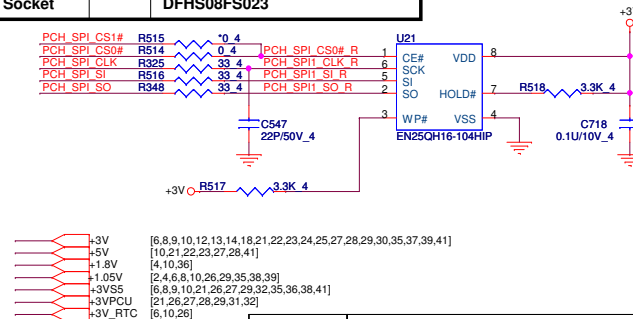 Socket DFHS08FS023
+3
PCH_SPI_CS1# R515 *0_4 U21
PCH_SPI_CS0# R514 0_4 PCH_SPI_CS0#_R 1 CE# VDD 8
PCH_SPI_CLK R325 33_4 PCH_SPI1_CLK_R 6 SCK
PCH_SPI_SI R516 33_4 PCH_SPI1_SI_R 5 SI
PCH_SPI_SO R348 33_4 PCH_SPI1_SO_R 2 SO HOLD# 7 R518 3.3K_4
3 WP# VSS 4
C547
22P/50V_4
EN25QH16-104HIP
C718
0.1U/10V_4
+3V R517 3.3K_4
+3V [6,8,9,10,12,13,14,18,21,22,23,24,25,27,28,29,30,35,37,39,41]
+5V [10,21,22,23,27,28,41]
+1.8V [4,10,36]
+1.05V [2,4,6,8,10,26,29,35,38,39]
+3VS5 [6,8,9,10,21,26,27,29,32,35,36,38,41]
+3VPCU [21,26,27,28,29,31,32]
+3V_RTC [6,10,26]